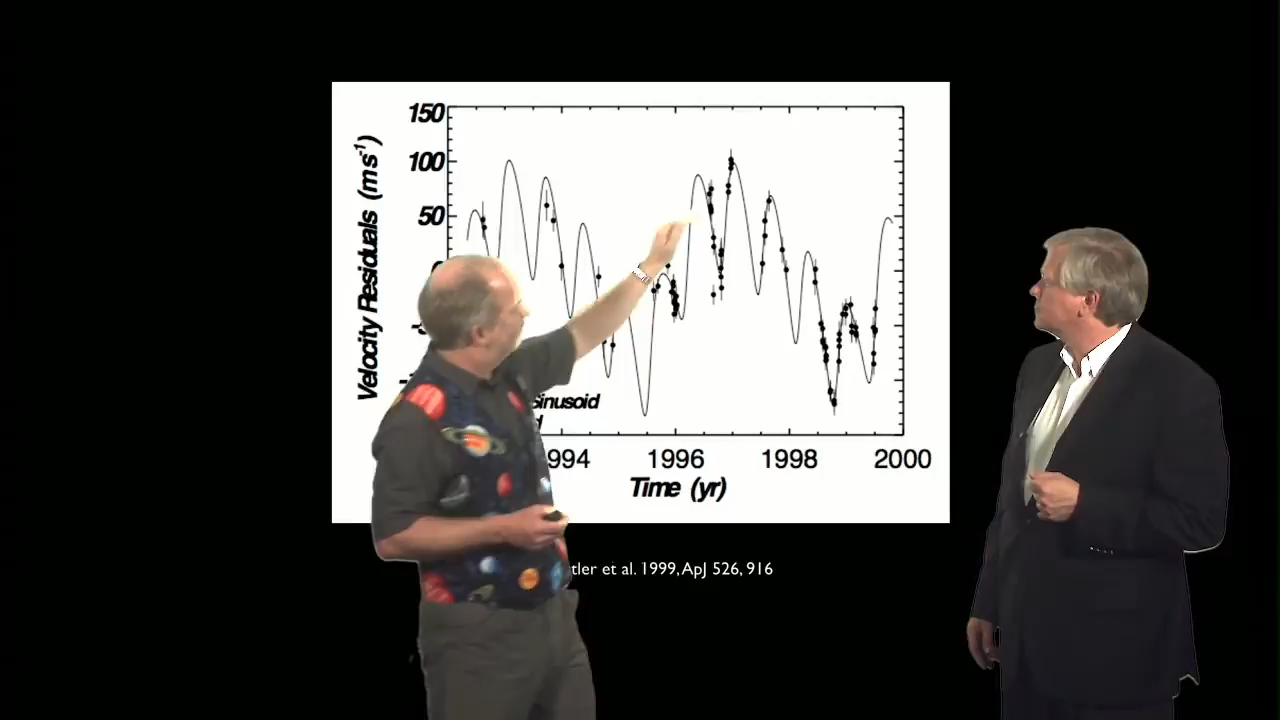 150
100
50
Velocity Residuals (m s⁻¹)
sinusoid
994
1996
1998
2000
Time (yr)
tler et al. 1999, ApJ 526, 916